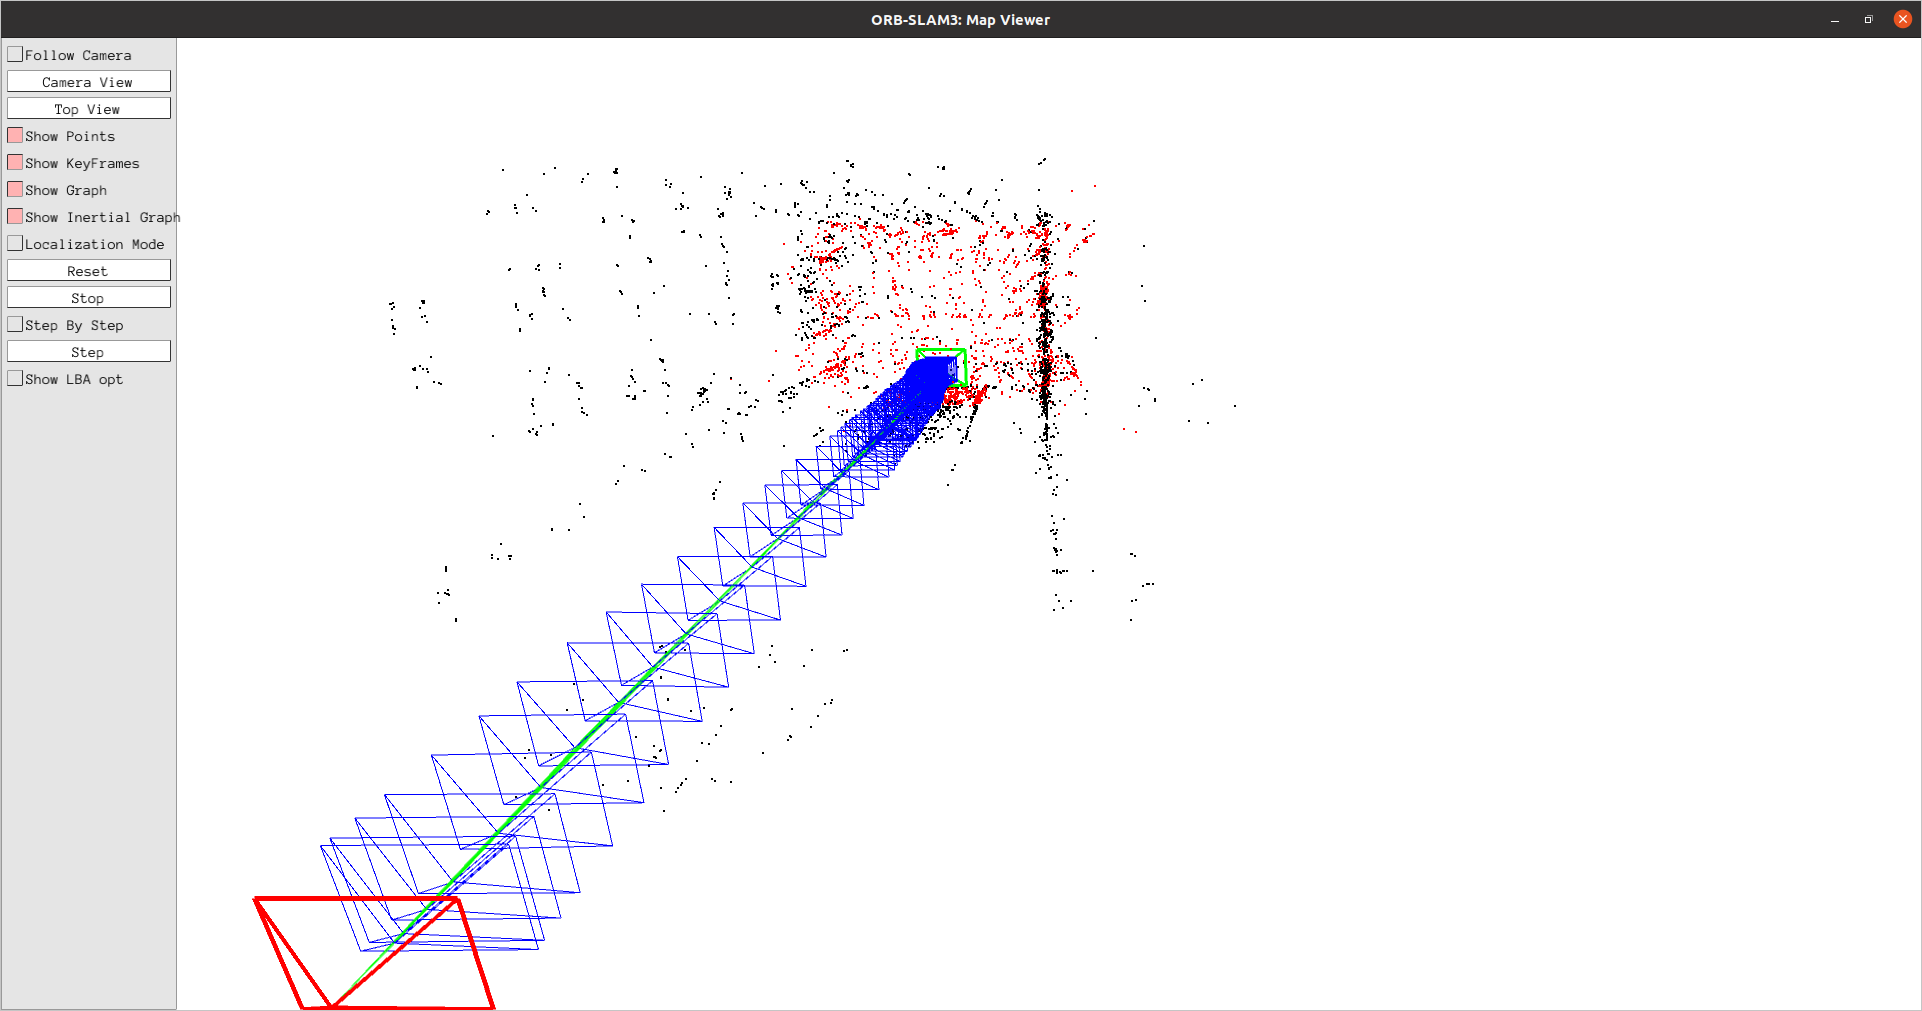 ORB-SLAM3: Map Viewer
Follow Camera
Camera View
Top View
Show Points
Show KeyFrames
Show Graph
Show Inertial Graph
Localization Mode
Reset
Stop
Step By Step
Step
Show LBA opt